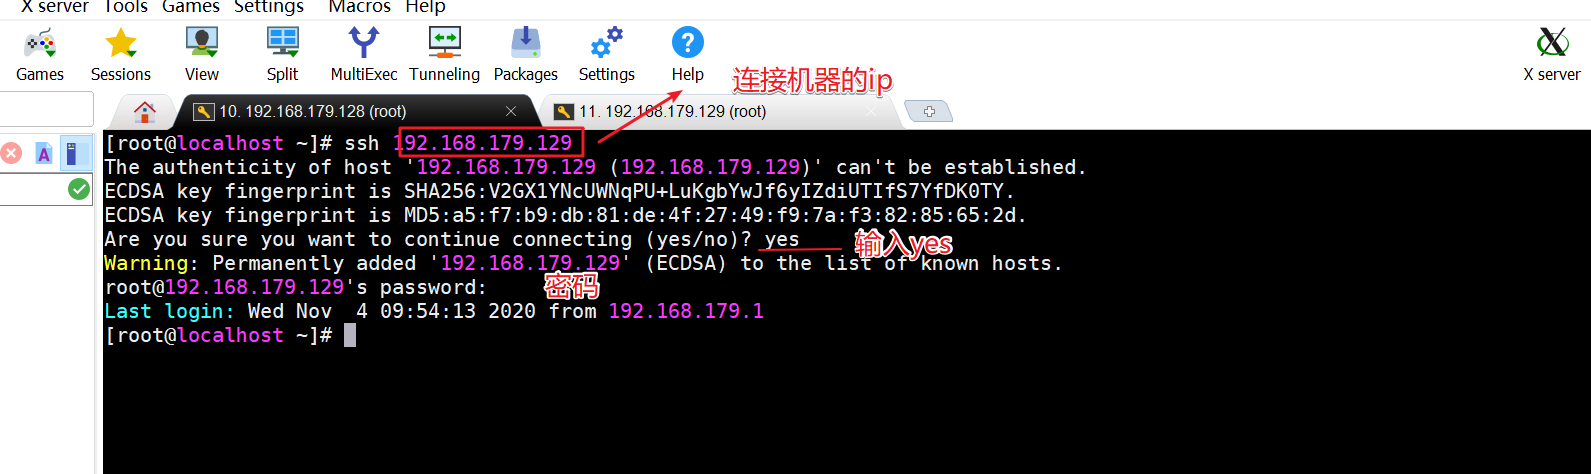 X server Tools Games Settings Macros Help
Games Sessions View Split MultiExec Tunneling Packages Settings Help X server
连接机器的ip
10. 192.168.179.128 (root) 11. 192.168.179.129 (root)
[root@localhost ~]# ssh 192.168.179.129
The authenticity of host '192.168.179.129 (192.168.179.129)' can't be established.
ECDSA key fingerprint is SHA256:V2GX1YNcUWNqPU+LuKgbYwJf6yIZdiUTIfS7YfDK0TY.
ECDSA key fingerprint is MD5:a5:f7:b9:db:81:de:4f:27:49:f9:7a:f3:82:85:65:2d.
Are you sure you want to continue connecting (yes/no)? yes 输入yes
Warning: Permanently added '192.168.179.129' (ECDSA) to the list of known hosts.
root@192.168.179.129's password: 密码
Last login: Wed Nov  4 09:54:13 2020 from 192.168.179.1
[root@localhost ~]#